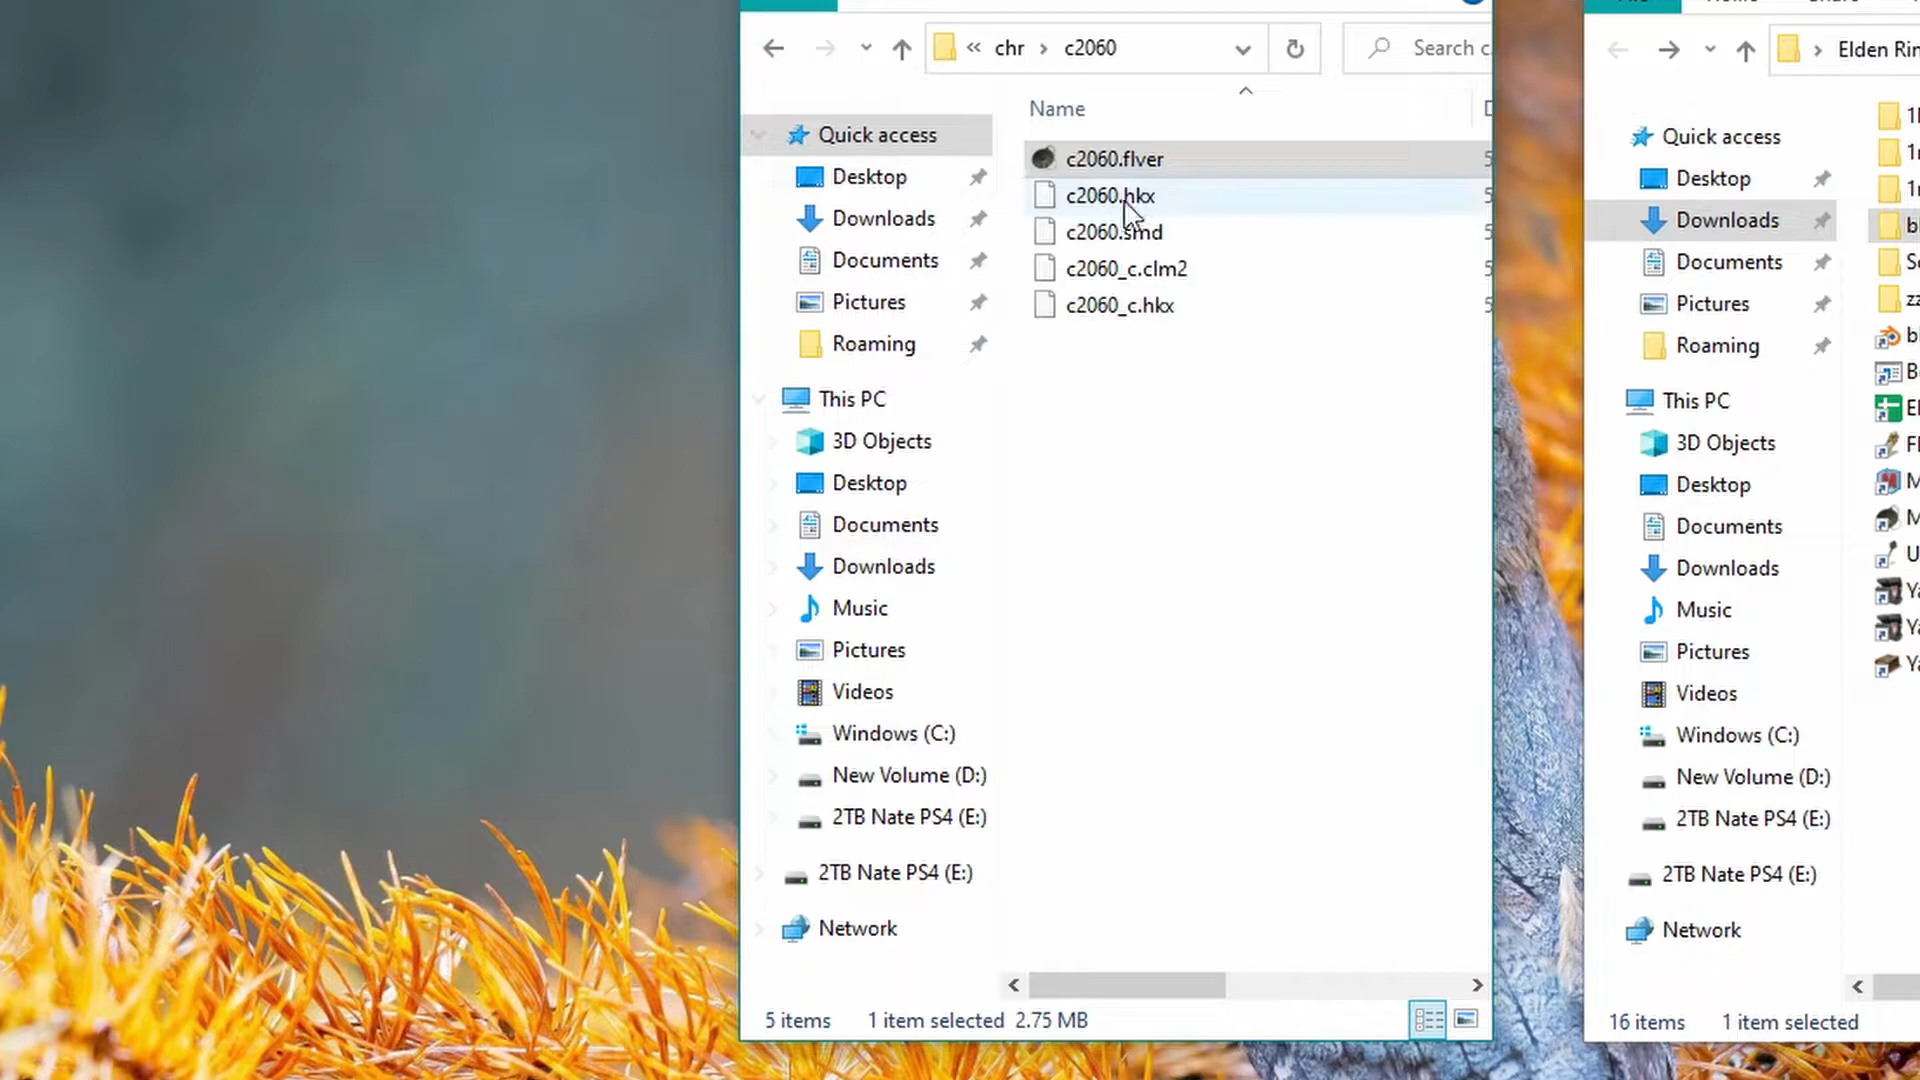 « chr › c2060
Search c
Name
Quick access
Desktop
Downloads
Documents
Pictures
Roaming
This PC
3D Objects
Desktop
Documents
Downloads
Music
Pictures
Videos
Windows (C:)
New Volume (D:)
2TB Nate PS4 (E:)
2TB Nate PS4 (E:)
Network
c2060.flver
c2060.hkx
c2060.smd
c2060_c.clm2
c2060_c.hkx
5 items 1 item selected 2.75 MB
› Elden Rin
Quick access
Desktop
Downloads
Documents
Pictures
Roaming
This PC
3D Objects
Desktop
Documents
Downloads
Music
Pictures
Videos
Windows (C:)
New Volume (D:)
2TB Nate PS4 (E:)
2TB Nate PS4 (E:)
Network
16 items 1 item selected